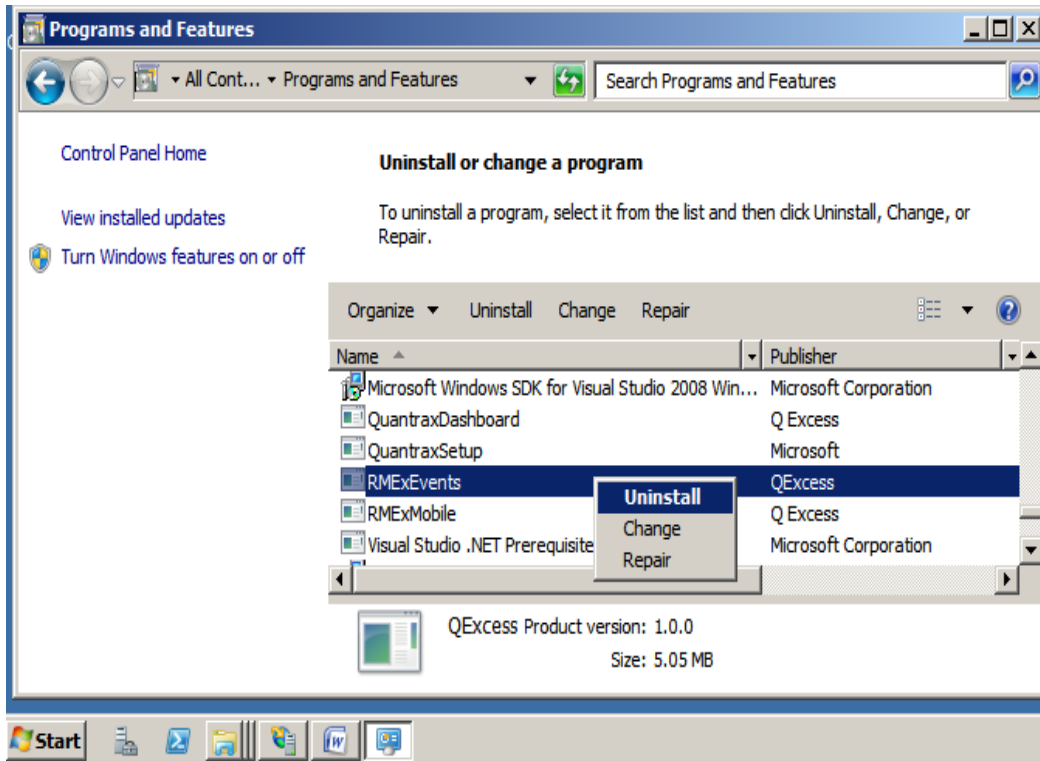 Programs and Features
All Cont... Programs and Features
Search Programs and Features
Control Panel Home
View installed updates
Turn Windows features on or off
Uninstall or change a program
To uninstall a program, select it from the list and then click Uninstall, Change, or
Repair.
Organize Uninstall Change Repair
Name Publisher
Microsoft Windows SDK for Visual Studio 2008 Win... Microsoft Corporation
QuantraxDashboard Q Excess
QuantraxSetup Microsoft
RMExEvents QExcess
RMExMobile Q Excess
Visual Studio .NET Prerequisite Microsoft Corporation
Uninstall
Change
Repair
QExcess Product version: 1.0.0
Size: 5.05 MB
Start